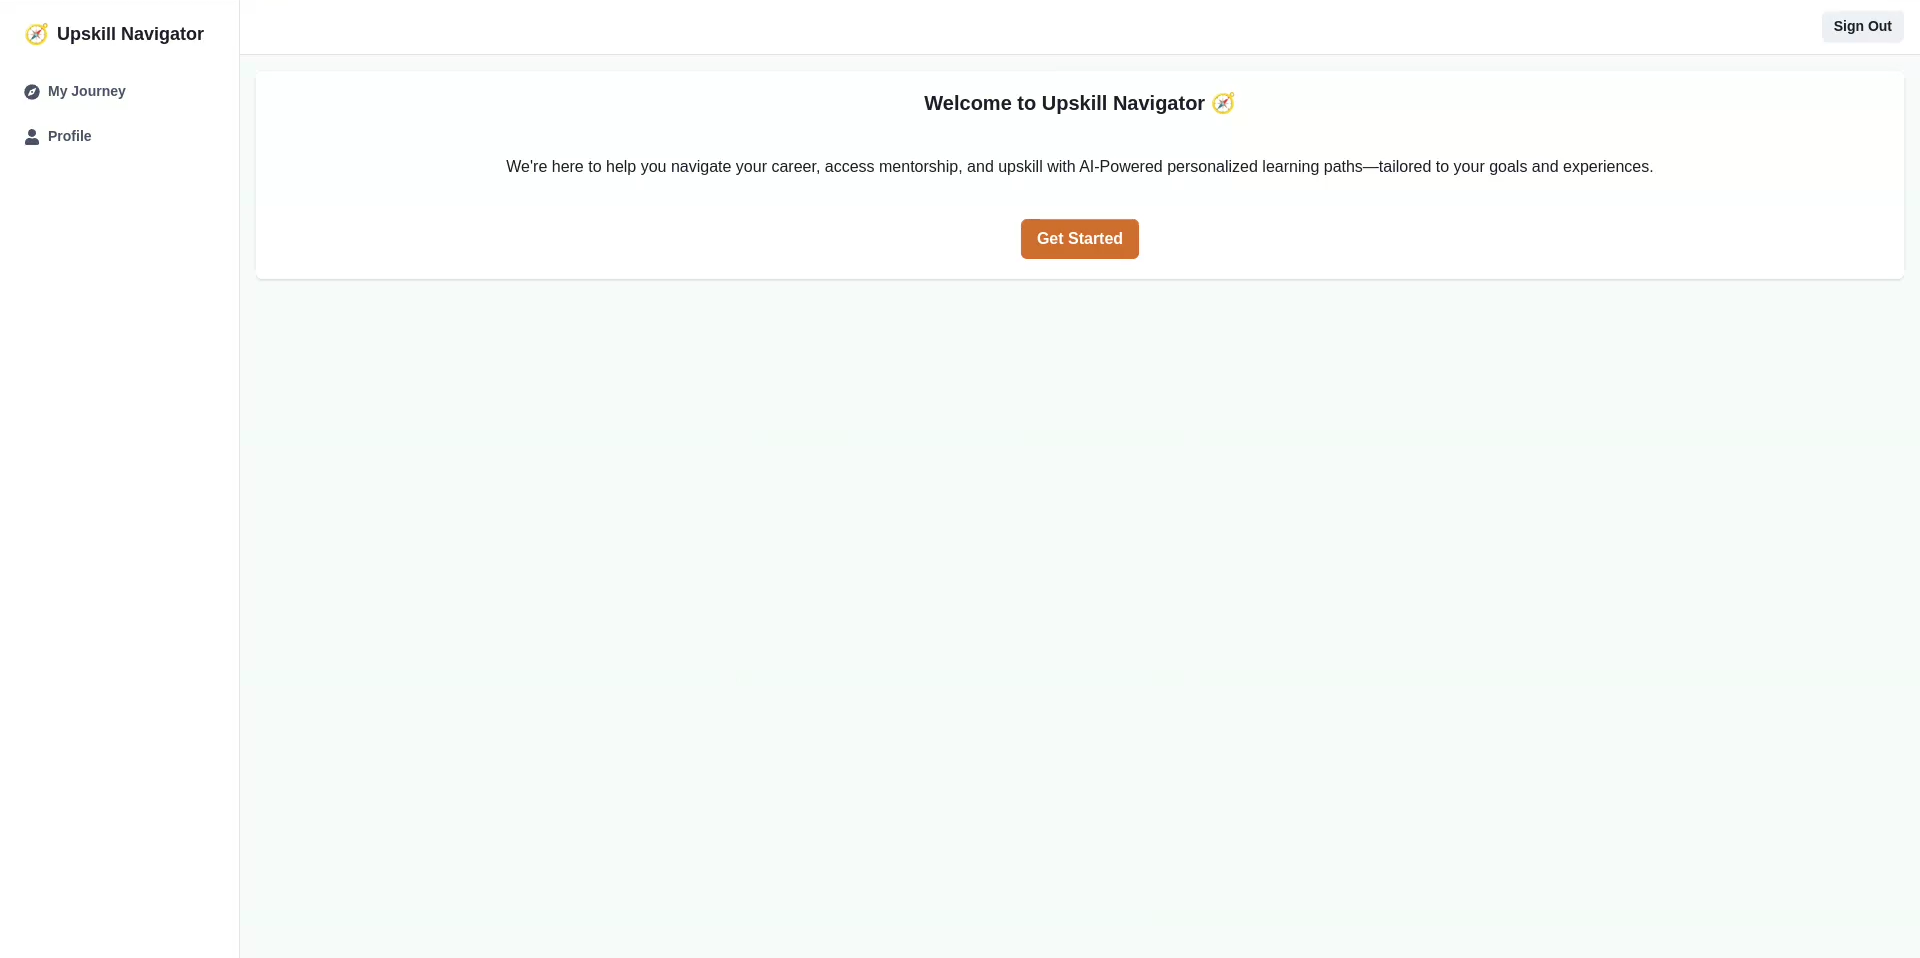 Upskill Navigator
Sign Out
My Journey
Profile
Welcome to Upskill Navigator
We're here to help you navigate your career, access mentorship, and upskill with AI-Powered personalized learning paths—tailored to your goals and experiences.
Get Started